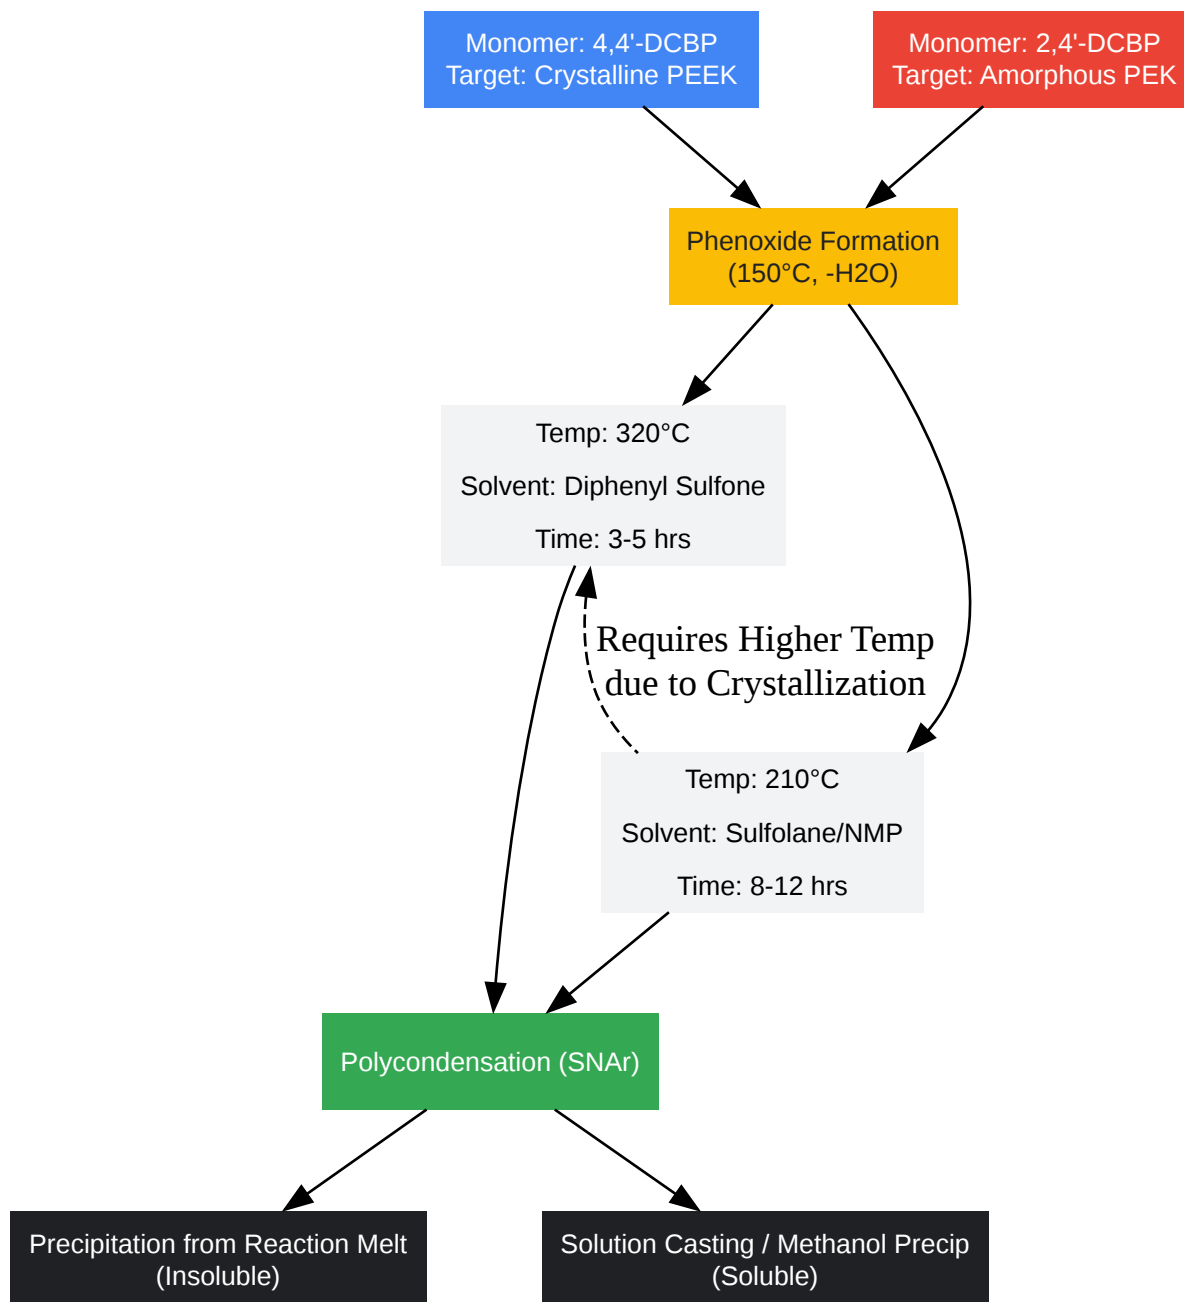 Monomer: 4,4'-DCBP
Target: Crystalline PEEK
Monomer: 2,4'-DCBP
Target: Amorphous PEK
Phenoxide Formation
(150°C, -H2O)
Temp: 320°C
Solvent: Diphenyl Sulfone
Time: 3-5 hrs
Requires Higher Temp
due to Crystallization
Temp: 210°C
Solvent: Sulfolane/NMP
Time: 8-12 hrs
Polycondensation (SNAr)
Precipitation from Reaction Melt
(Insoluble)
Solution Casting / Methanol Precip
(Soluble)